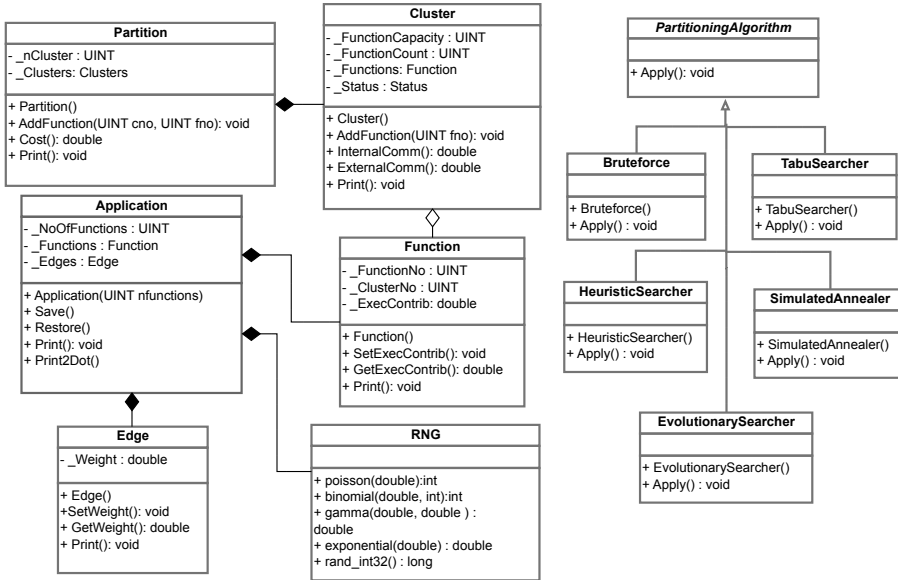 Partition
- _nCluster : UINT
- _Clusters: Clusters
+ Partition()
+ AddFunction(UINT cno, UINT fno): void
+ Cost(): double
+ Print(): void
Cluster
- _FunctionCapacity : UINT
- _FunctionCount : UINT
- _Functions: Function
- _Status : Status
+ Cluster()
+ AddFunction(UINT fno): void
+ InternalComm(): double
+ ExternalComm(): double
+ Print(): void
PartitioningAlgorithm
+ Apply(): void
Bruteforce
+ Bruteforce()
+ Apply() : void
TabuSearcher
+ TabuSearcher()
+ Apply() : void
Application
- _NoOfFunctions : UINT
- _Functions : Function
- _Edges : Edge
+ Application(UINT nfunctions)
+ Save()
+ Restore()
+ Print(): void
+ Print2Dot()
Function
- _FunctionNo : UINT
- _ClusterNo : UINT
- _ExecContrib: double
+ Function()
+ SetExecContrib(): void
+ GetExecContrib(): double
+ Print(): void
HeuristicSearcher
+ HeuristicSearcher()
+ Apply() : void
SimulatedAnnealer
+ SimulatedAnnealer()
+ Apply() : void
Edge
- _Weight : double
+ Edge()
+SetWeight(): void
+ GetWeight(): double
+ Print(): void
RNG
+ poisson(double):int
+ binomial(double, int):int
+ gamma(double, double ) :
double
+ exponential(double) : double
+ rand_int32() : long
EvolutionarySearcher
+ EvolutionarySearcher()
+ Apply() : void